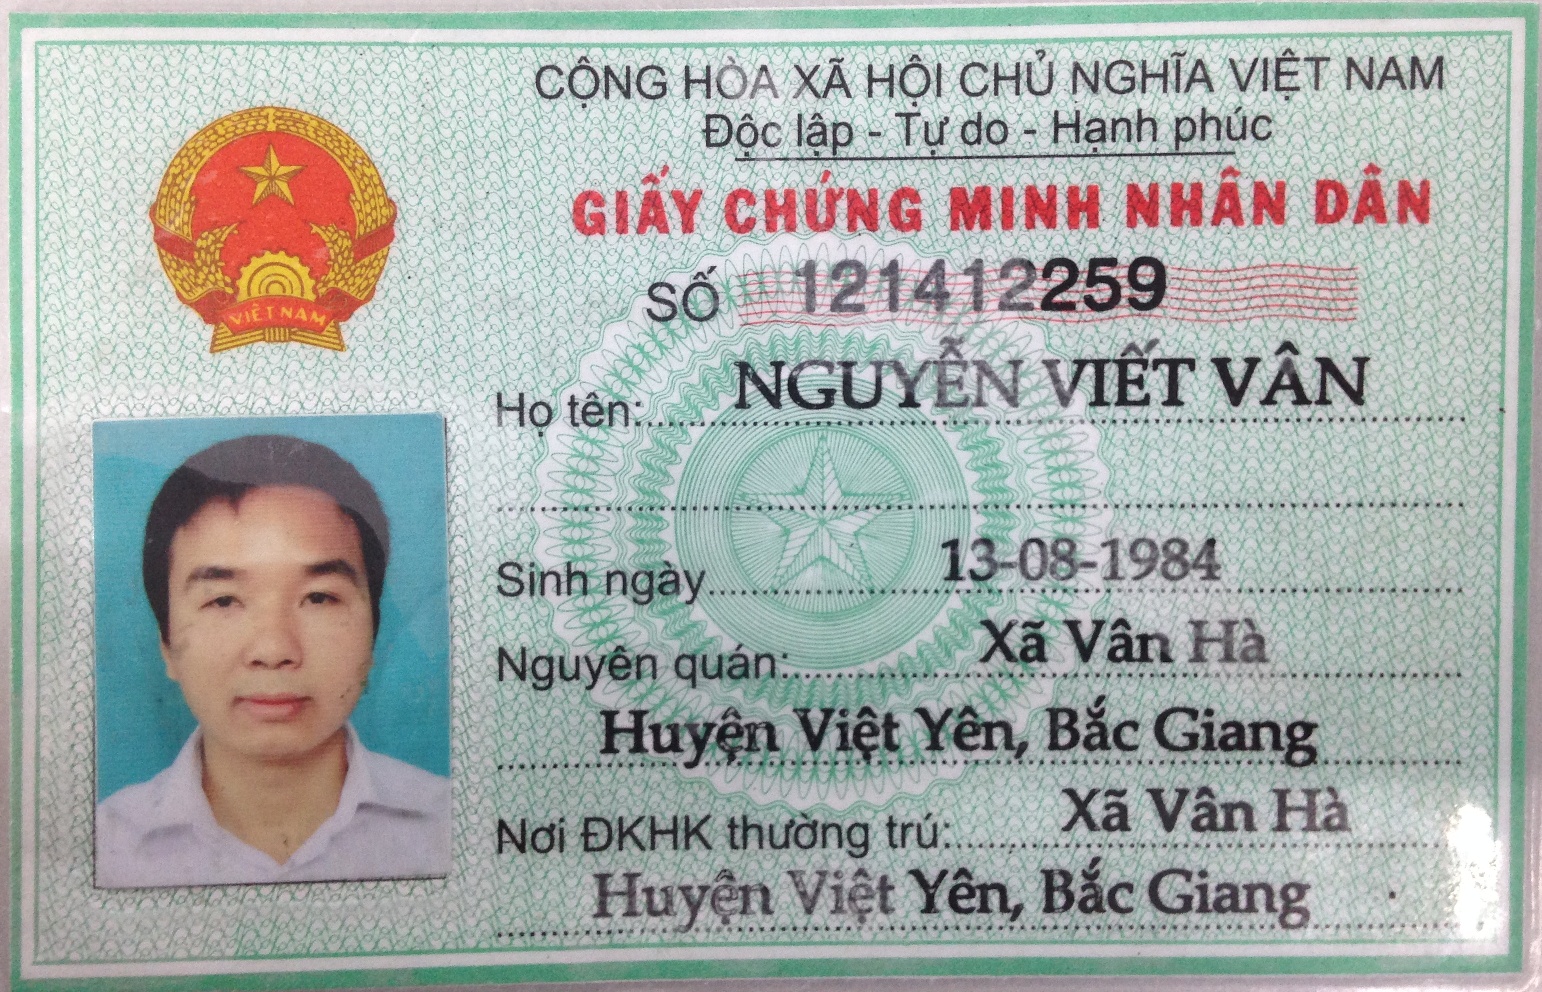 CỘNG HÒA XÃ HỘI CHỦ NGHĨA VIỆT NAM
Độc lập - Tự do - Hạnh phúc
GIẤY CHỨNG MINH NHÂN DÂN
SỐ 121412259
Họ tên: NGUYỄN VIẾT VÂN
Sinh ngày 13-08-1984
Nguyên quán: Xã Vân Hà
Huyện Việt Yên, Bắc Giang
Nơi ĐKHK thường trú: Xã Vân Hà
Huyện Việt Yên, Bắc Giang
VIỆT NAM